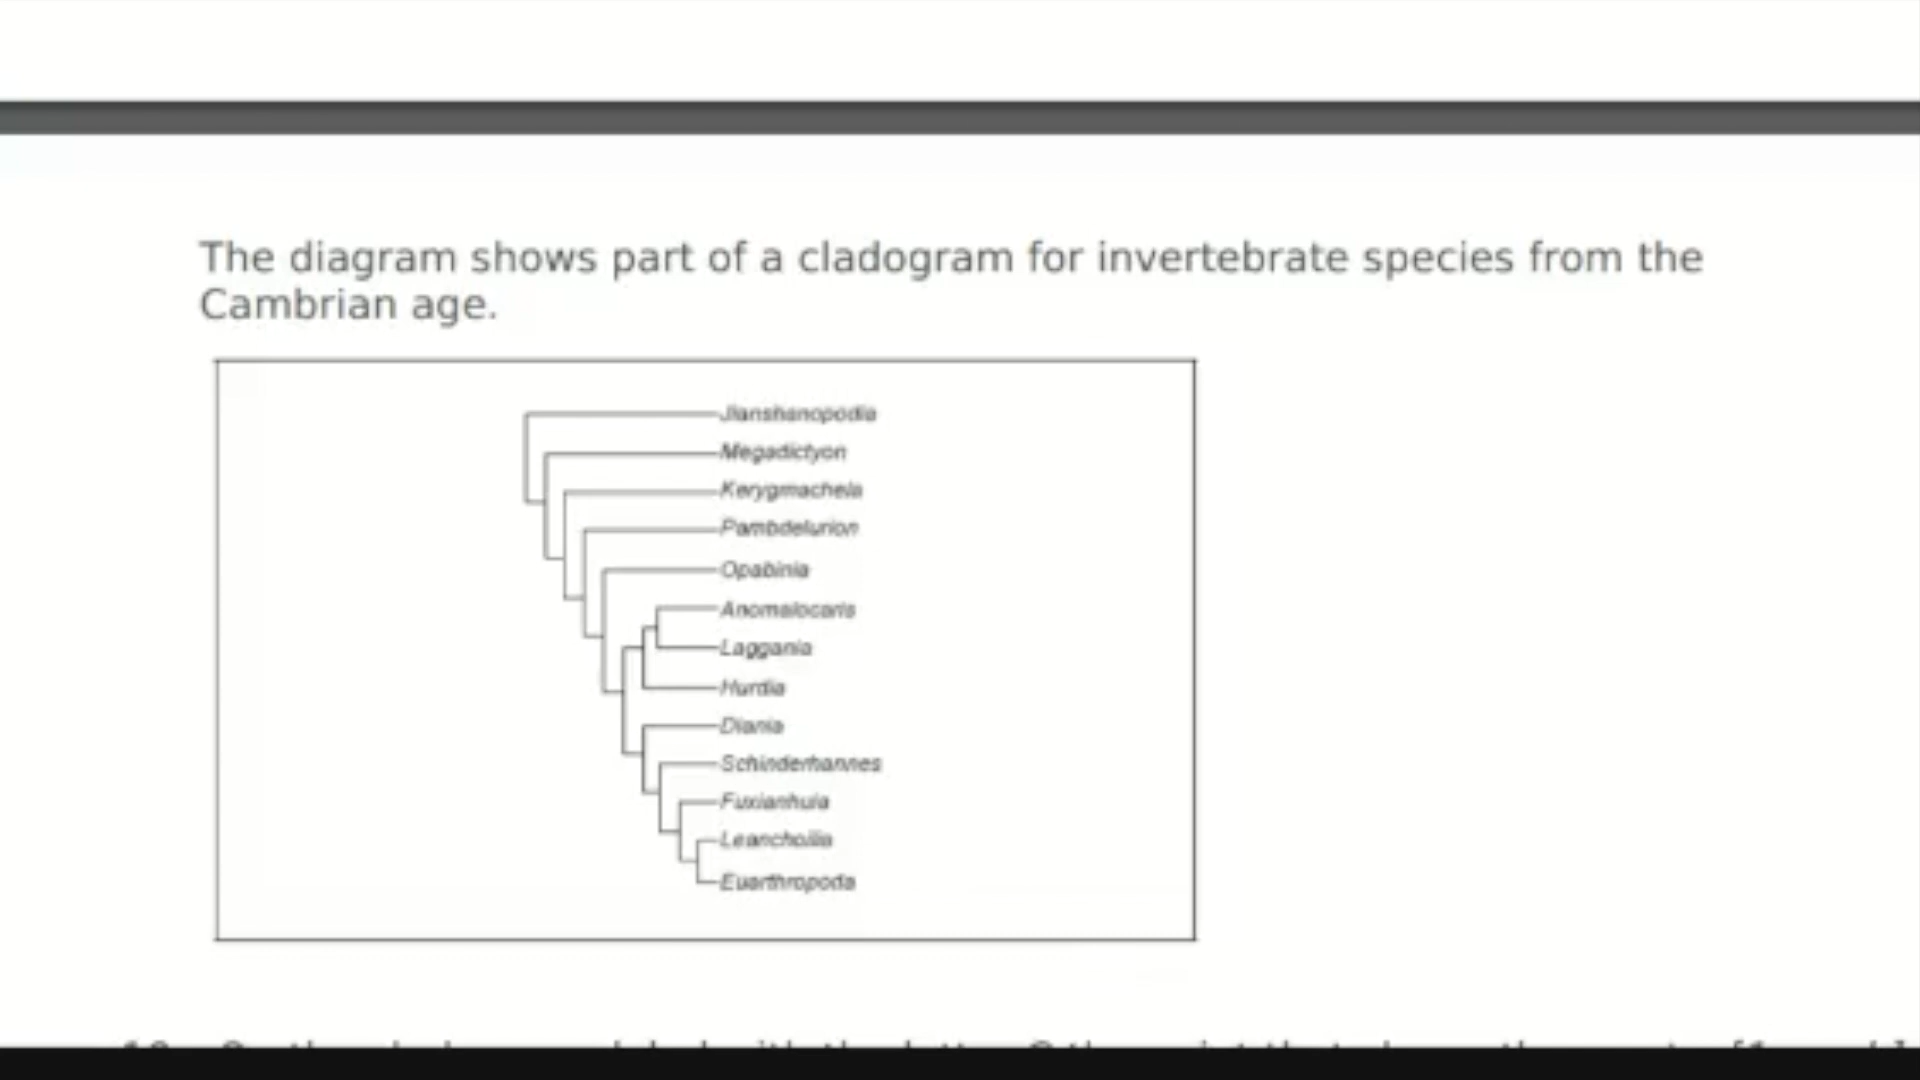 The diagram shows part of a cladogram for invertebrate species from the
Cambrian age.
Jianshanopodia
Megadictyon
Kerygmachela
Pambdelurion
Opabinia
Anomalocaris
Laggania
Hurdia
Diania
Schinderhannes
Fuxianhuia
Leanchoilia
Euarthropoda